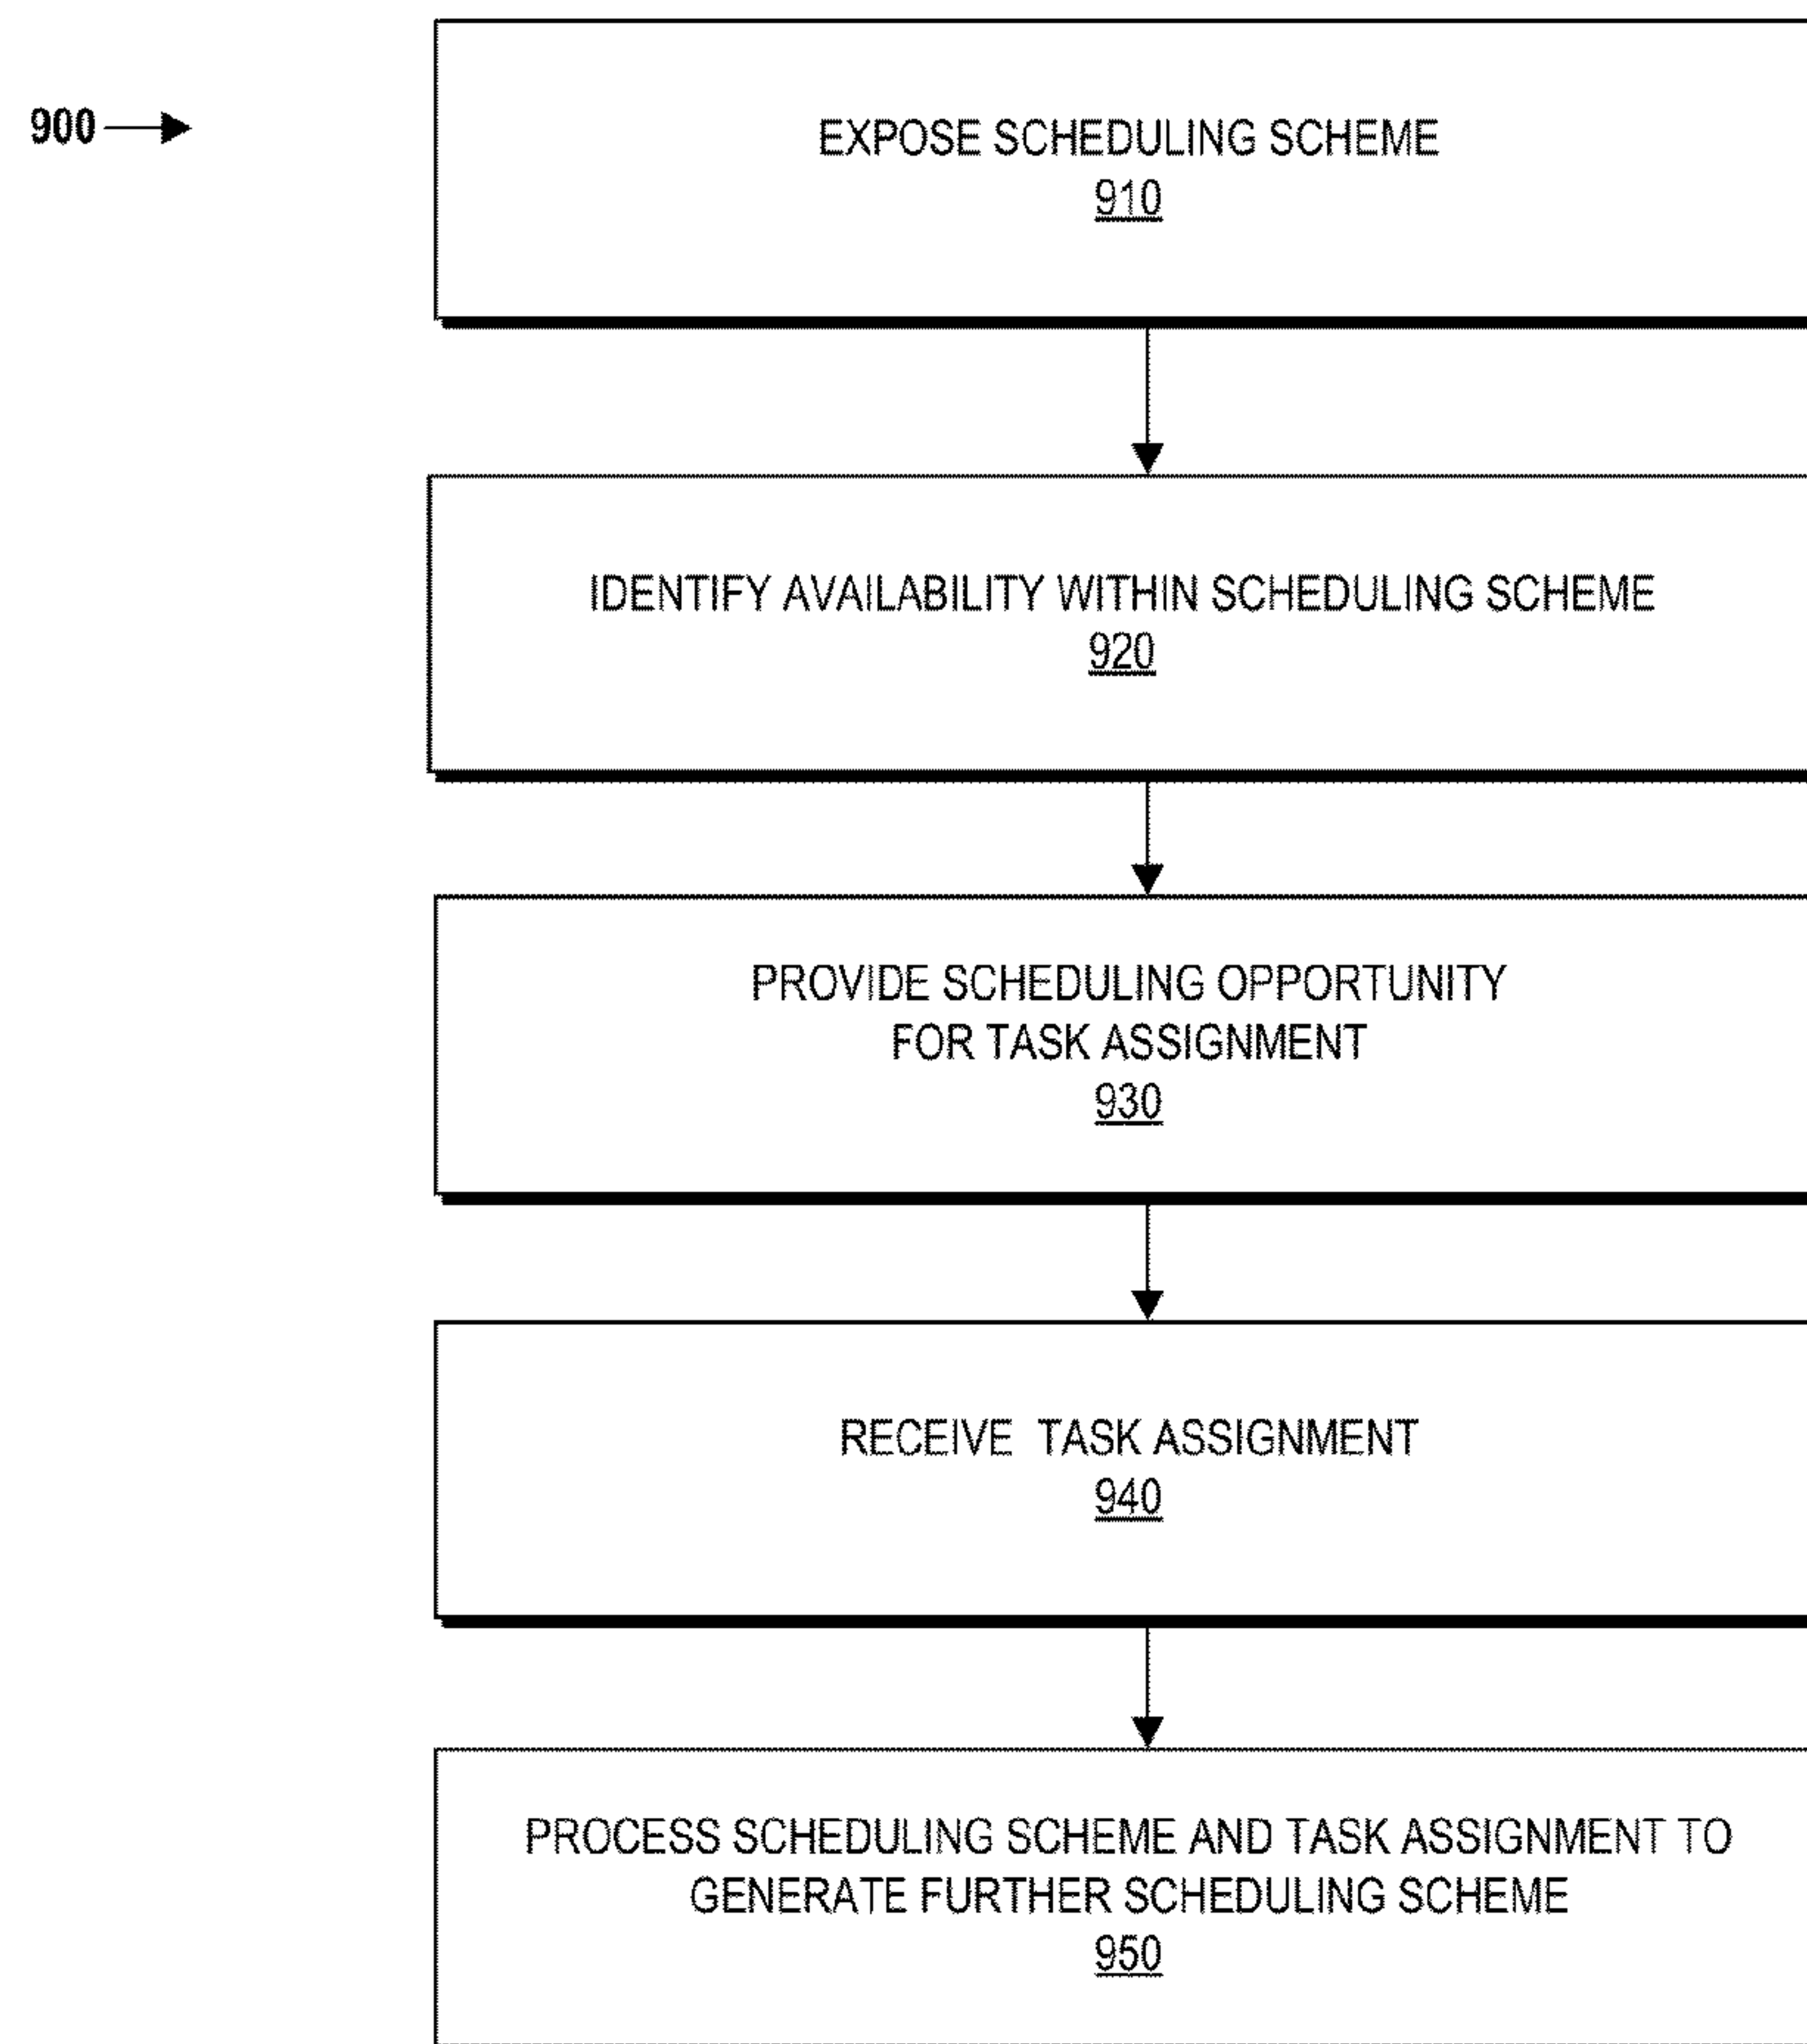 900
EXPOSE SCHEDULING SCHEME
910
IDENTIFY AVAILABILITY WITHIN SCHEDULING SCHEME
920
PROVIDE SCHEDULING OPPORTUNITY
FOR TASK ASSIGNMENT
930
RECEIVE TASK ASSIGNMENT
940
PROCESS SCHEDULING SCHEME AND TASK ASSIGNMENT TO
GENERATE FURTHER SCHEDULING SCHEME
950